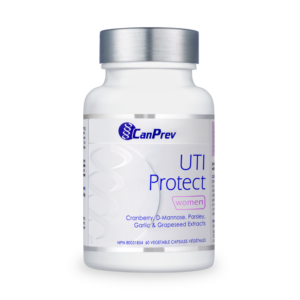 CanPrev
UTI
Protect
women
Cranberry, D-Mannose, Parsley,
Garlic & Grapeseed Extracts
60 VEGETABLE CAPSULES VÉGÉTALES